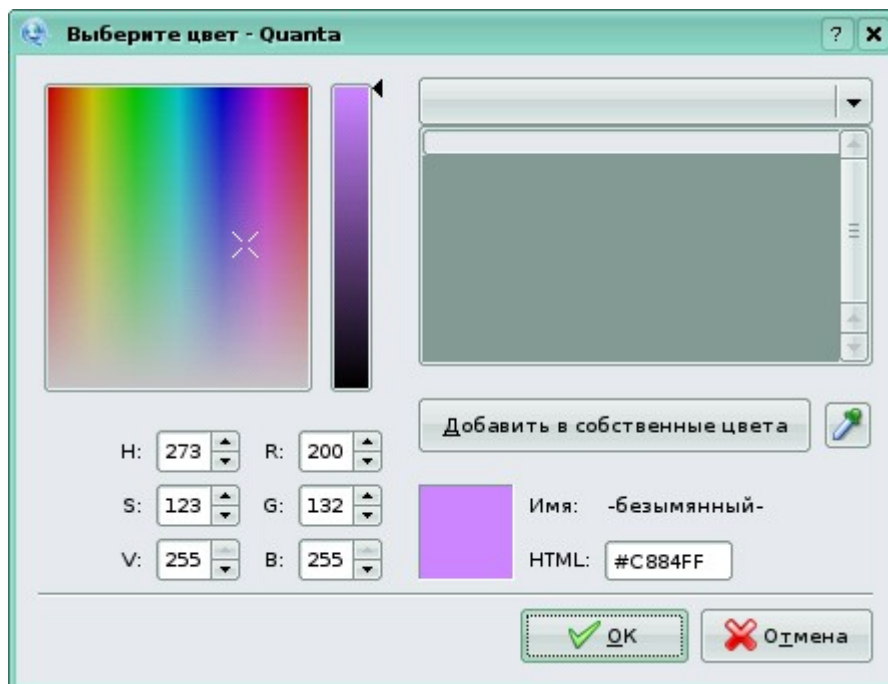 Выберите цвет - Quanta
Добавить в собственные цвета
H: 273 R: 200
S: 123 G: 132
V: 255 B: 255
Имя: -безымянный-
HTML: #C884FF
OK Отмена